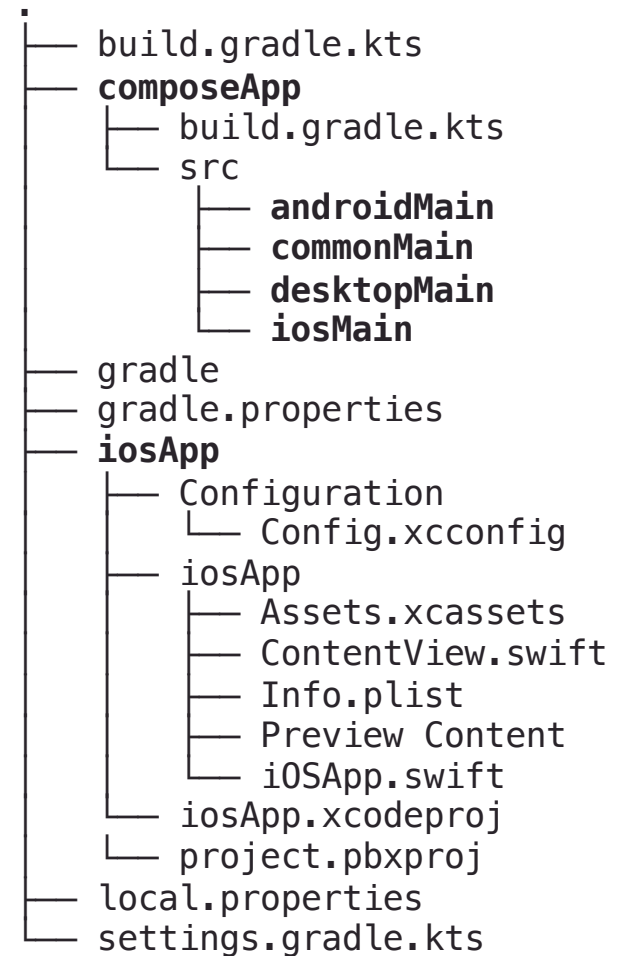 .
├── build.gradle.kts
├── composeApp
│   ├── build.gradle.kts
│   └── src
│       ├── androidMain
│       ├── commonMain
│       ├── desktopMain
│       └── iosMain
├── gradle
├── gradle.properties
├── iosApp
│   ├── Configuration
│   │   └── Config.xcconfig
│   ├── iosApp
│   │   ├── Assets.xcassets
│   │   ├── ContentView.swift
│   │   ├── Info.plist
│   │   ├── Preview Content
│   │   └── iOSApp.swift
│   └── iosApp.xcodeproj
│   └── project.pbxproj
├── local.properties
└── settings.gradle.kts